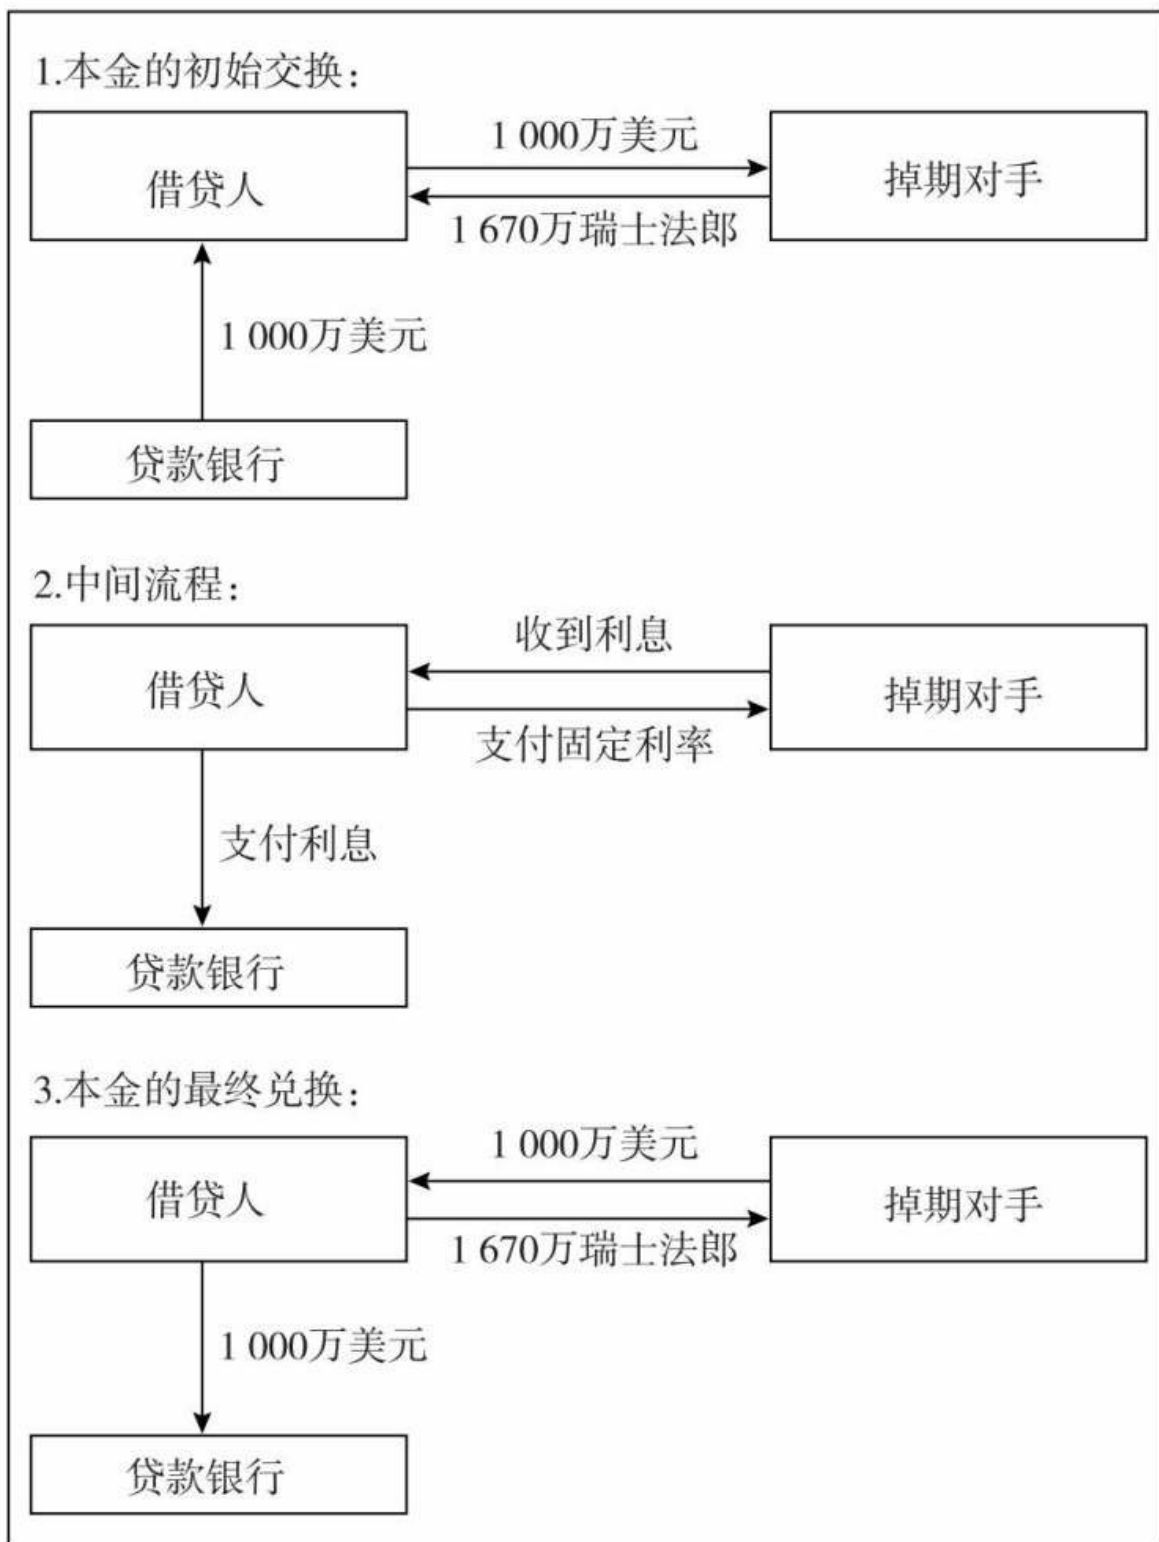 1.本金的初始交换：
1 000万美元
借贷人
掉期对手
1 670万瑞士法郎
1 000万美元
贷款银行
2.中间流程：
收到利息
借贷人
掉期对手
支付固定利率
支付利息
贷款银行
3.本金的最终兑换：
1 000万美元
借贷人
掉期对手
1 670万瑞士法郎
1 000万美元
贷款银行